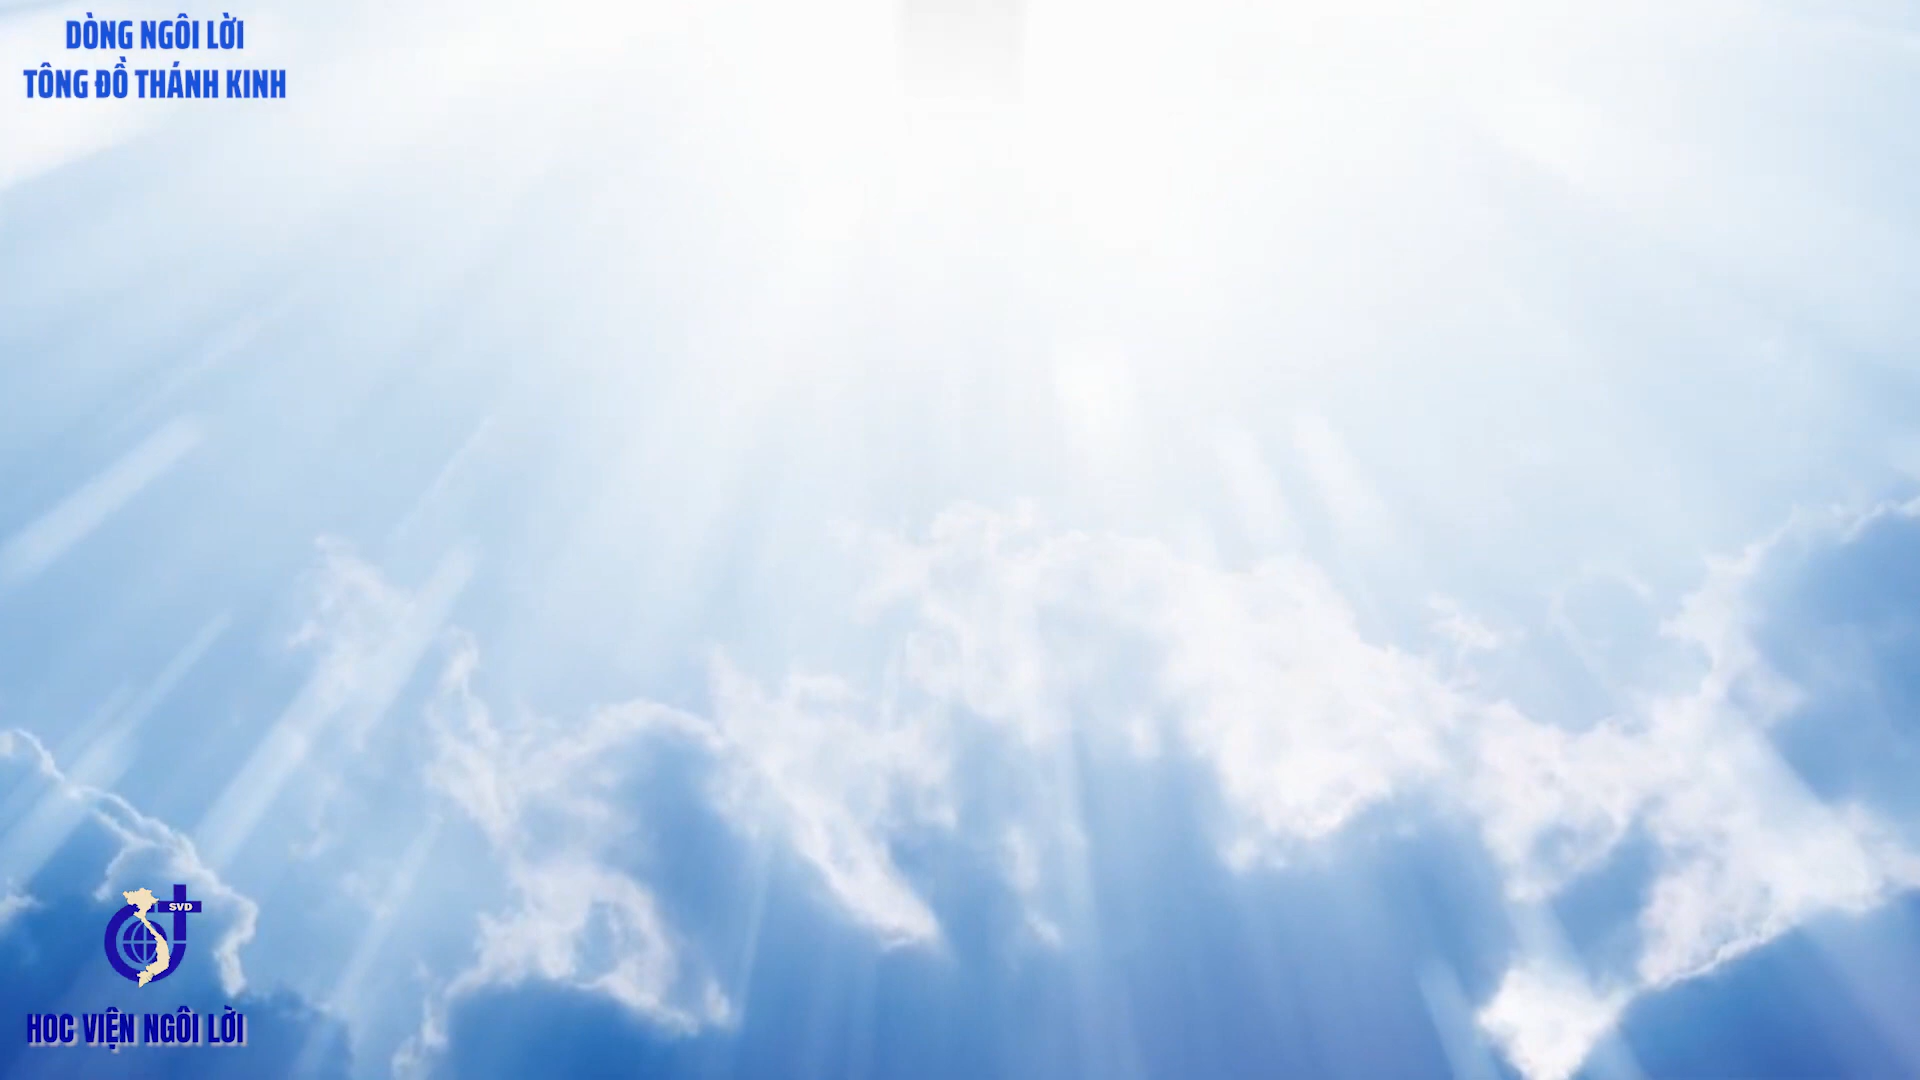 DÒNG NGÔI LỜI
TÔNG ĐỒ THÁNH KINH
SVD
HOC VIỆN NGÔI LỜI